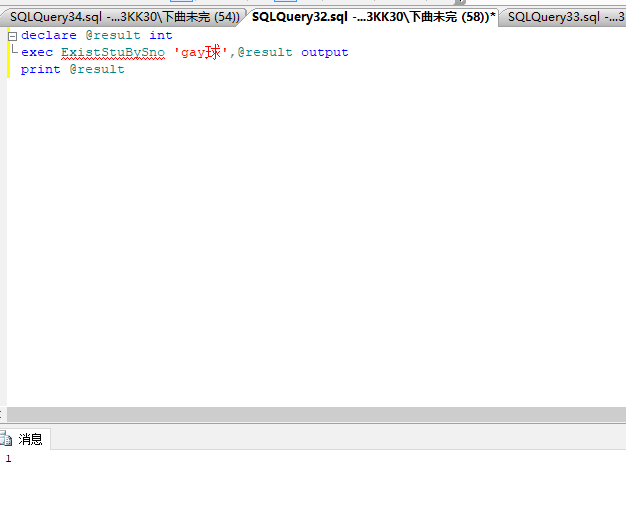 SQLQuery34.sql -...3KK30\下曲未完 (54))
SQLQuery32.sql -...3KK30\下曲未完 (58))*
SQLQuery33.sql -...3
declare @result int
exec ExistStuBySno 'gay球',@result output
print @result
消息
1